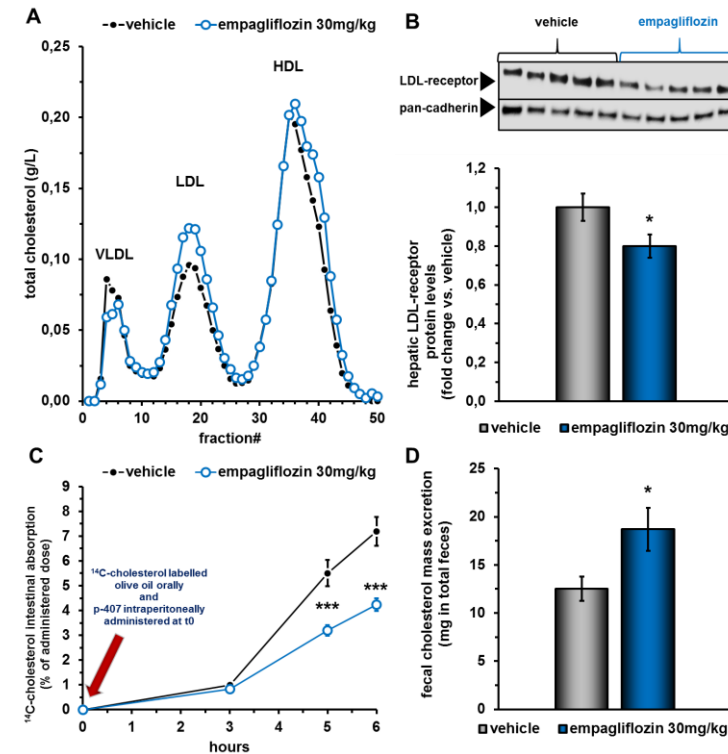 A
vehicle empagliflozin 30mg/kg
total cholesterol (g/L)
0,25
0,20
0,15
0,10
0,05
0,00
VLDL
LDL
HDL
0 10 20 30 40 50
fraction#
B
vehicle empagliflozin
LDL-receptor
pan-cadherin
hepatic LDL-receptor
protein levels
(fold change vs. vehicle)
1,2
1,0
0,8
0,6
0,4
0,2
0,0
*
vehicle empagliflozin 30mg/kg
C
vehicle empagliflozin 30mg/kg
¹⁴C-cholesterol intestinal absorption
(% of administered dose)
9
8
7
6
5
4
3
2
1
0
¹⁴C-cholesterol labelled
olive oil orally
and
p-407 intraperitoneally
administered at t0
***
***
0 1 2 3 4 5 6
hours
D
fecal cholesterol mass excretion
(mg in total feces)
25
20
15
10
5
0
*
vehicle empagliflozin 30mg/kg